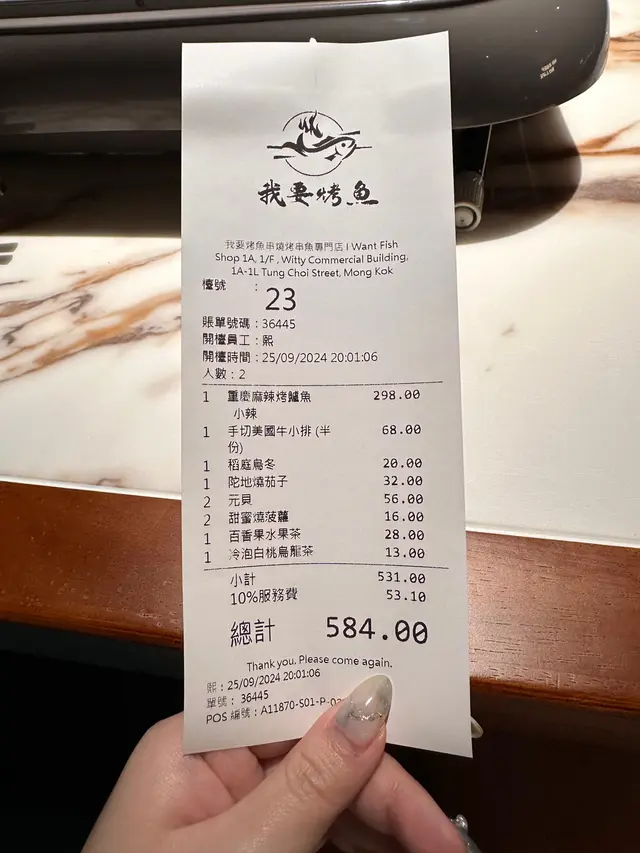 我要烤魚
我要烤魚串燒烤串魚專門店 I Want Fish
Shop 1A, 1/F , Witty Commercial Building,
1A-1L Tung Choi Street, Mong Kok
檯號 : 23
賬單號碼 : 36445
開檯員工 : 熙
開檯時間 : 25/09/2024 20:01:06
人數 : 2
1 重慶麻辣烤鱸魚 298.00
小辣
1 手切美國牛小排 (半 68.00
份)
1 稻庭烏冬 20.00
1 陀地燒茄子 32.00
2 元貝 56.00
2 甜蜜燒菠蘿 16.00
1 百香果水果茶 28.00
1 冷泡白桃烏龍茶 13.00
小計 531.00
10%服務費 53.10
總計 584.00
Thank you. Please come again.
熙 : 25/09/2024 20:01:06
單號 : 36445
POS 編號 : A11870-S01-P-